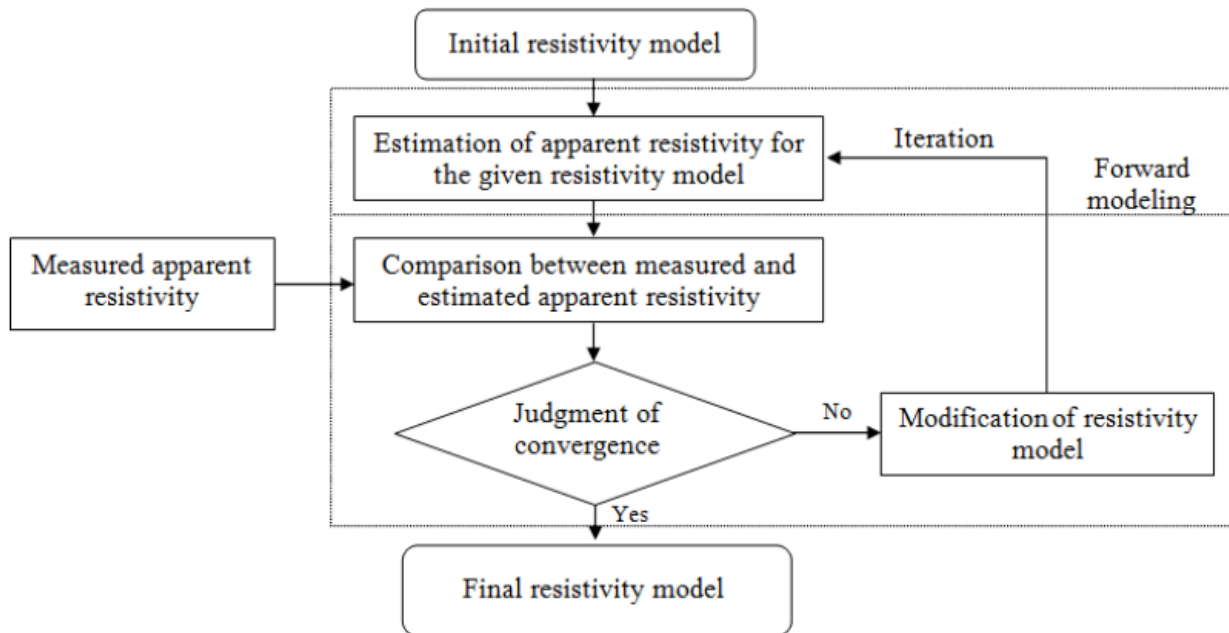 Initial resistivity model
Estimation of apparent resistivity for
the given resistivity model
Iteration
Forward
modeling
Measured apparent
resistivity
Comparison between measured and
estimated apparent resistivity
Judgment of
convergence
No
Modification of resistivity
model
Yes
Final resistivity model